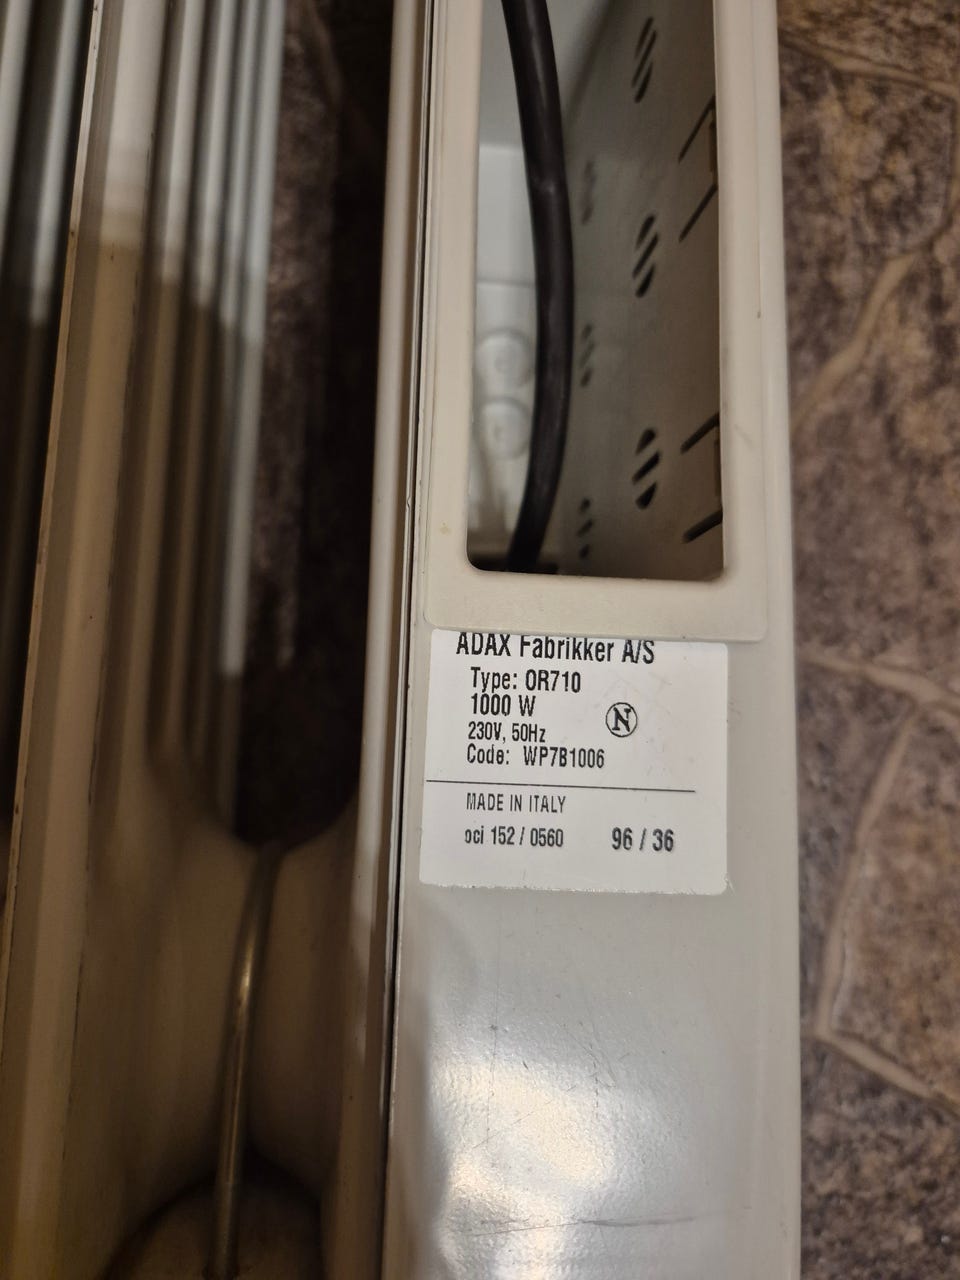 ADAX Fabrikker A/S
Type: OR710
1000 W
N
230V, 50Hz
Code: WP7B1006
MADE IN ITALY
oci 152 / 0560 96 / 36